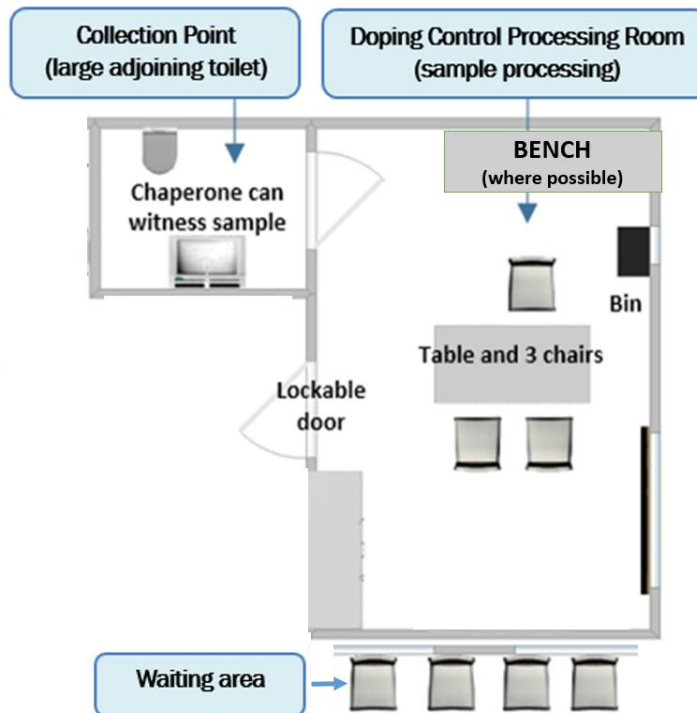 Collection Point
(large adjoining toilet)
Doping Control Processing Room
(sample processing)
BENCH
(where possible)
Chaperone can
witness sample
Bin
Table and 3 chairs
Lockable
door
Waiting area